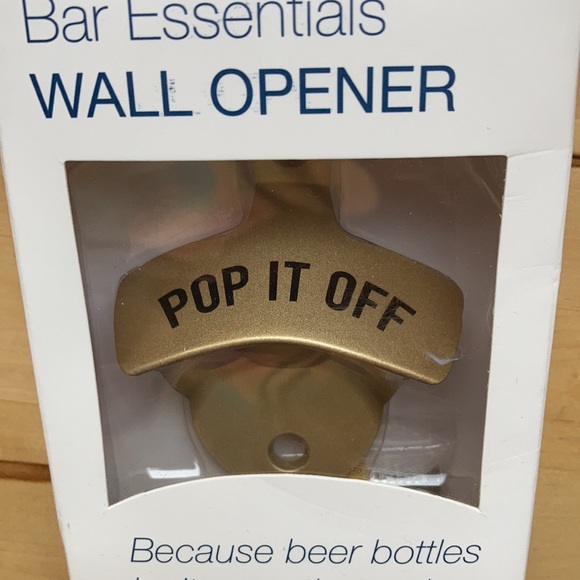 Bar Essentials
WALL OPENER
POP IT OFF
Because beer bottles